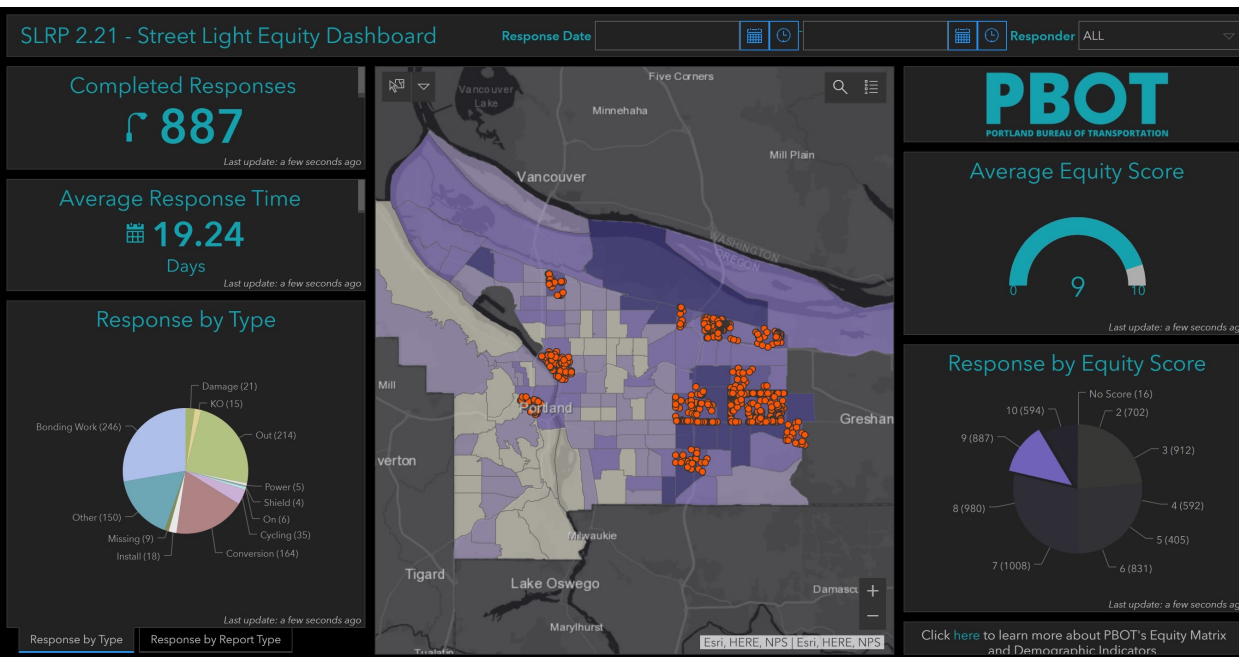 SLRP 2.21 - Street Light Equity Dashboard
Response Date
-
Responder
ALL
Completed Responses
887
Last update: a few seconds ago
Average Response Time
19.24
Days
Last update: a few seconds ago
Response by Type
Damage (21)
KO (15)
Bonding Work (246)
Out (214)
Power (5)
Shield (4)
On (6)
Cycling (35)
Other (150)
Missing (9)
Install (18)
Conversion (164)
Last update: a few seconds ago
Response by Type
Response by Report Type
Five Corners
Vancouver
Lake
Minnehaha
Mill Plain
Vancouver
WASHINGTON
OREGON
Mill
Portland
Greshan
verton
Milwaukie
Tigard
Lake Oswego
Damascu
+
−
Marylhurst
Esri, HERE, NPS | Esri, HERE, NPS
Tualatin
PBOT
PORTLAND BUREAU OF TRANSPORTATION
Average Equity Score
0
9
10
Last update: a few seconds ag
Response by Equity Score
No Score (16)
10 (594)
2 (702)
9 (887)
3 (912)
8 (980)
4 (592)
5 (405)
7 (1008)
6 (831)
Last update: a few seconds ag
Click here to learn more about PBOT's Equity Matrix
and Demographic Indicators